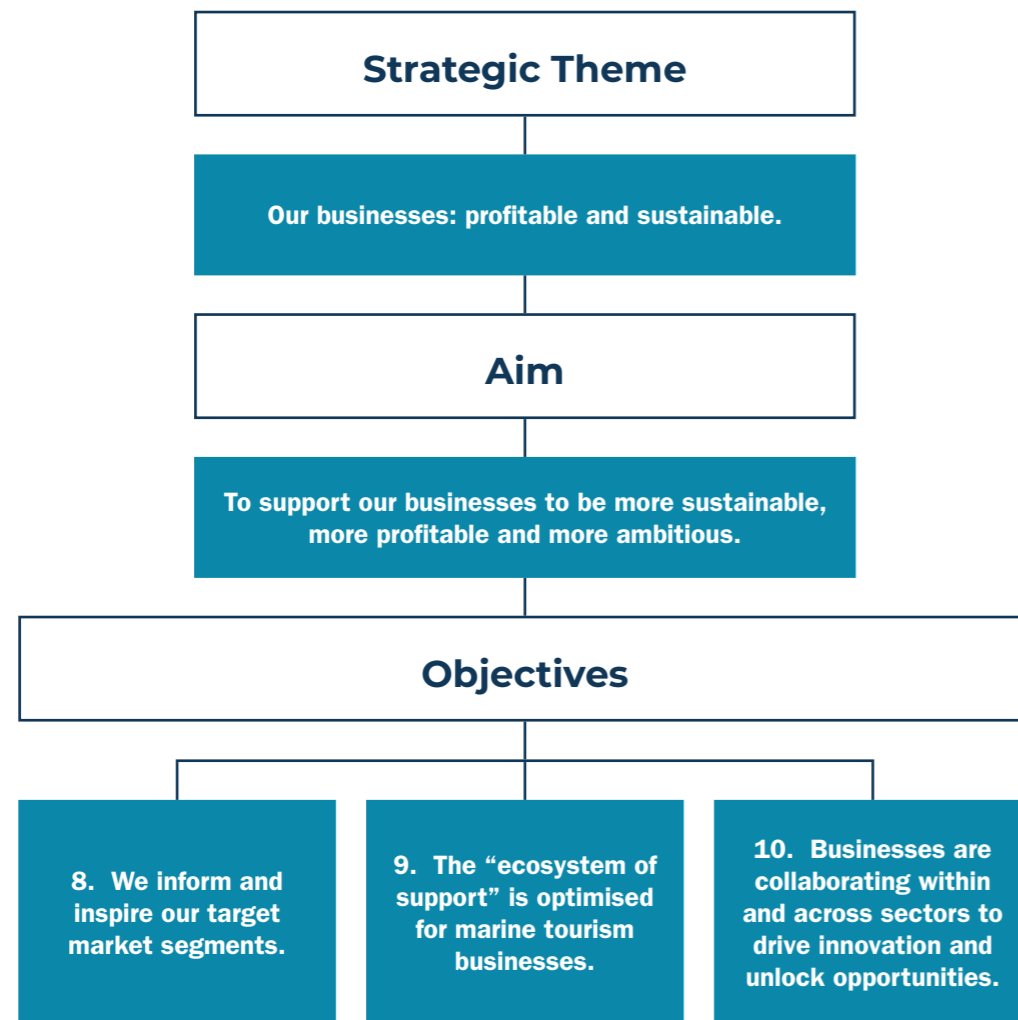 Strategic Theme
Our businesses: profitable and sustainable.
Aim
To support our businesses to be more sustainable,
more profitable and more ambitious.
Objectives
8.  We inform and
inspire our target
market segments.
9.  The “ecosystem of
support” is optimised
for marine tourism
businesses.
10.  Businesses are
collaborating within
and across sectors to
drive innovation and
unlock opportunities.